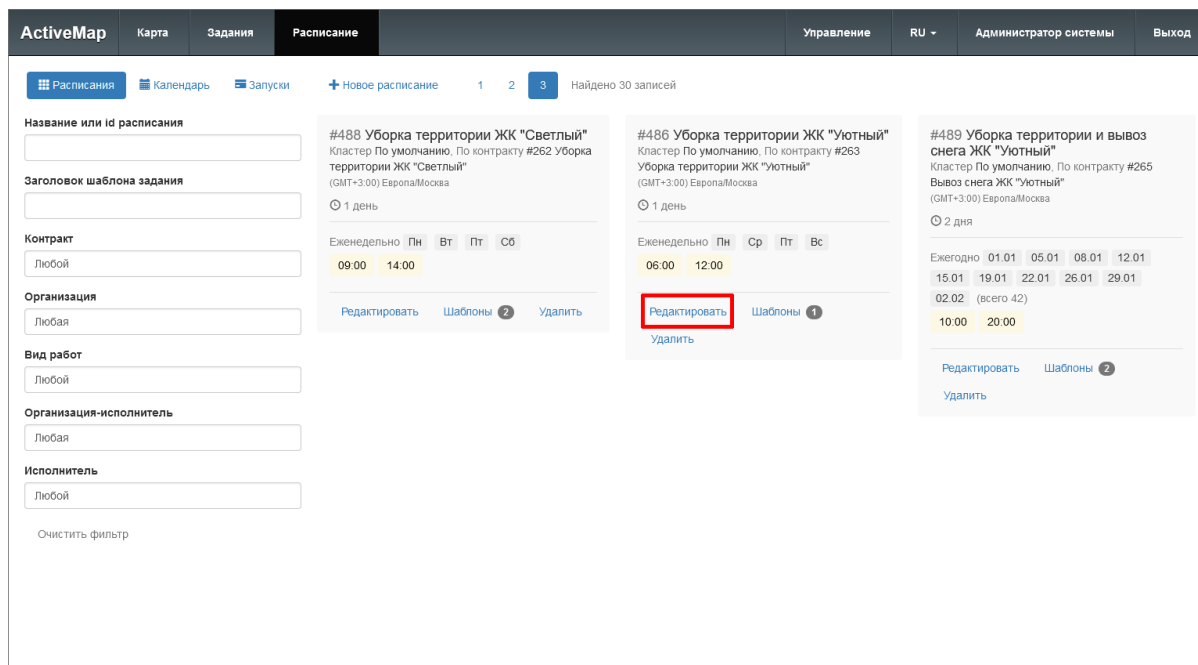 ActiveMap Карта Задания Расписание Управление RU Администратор системы Выход
Расписания Календарь Запуски Новое расписание 1 2 3 Найдено 30 записей
Название или id расписания
Заголовок шаблона задания
Контракт
Любой
Организация
Любая
Вид работ
Любой
Организация-исполнитель
Любая
Исполнитель
Любой
Очистить фильтр
#488 Уборка территории ЖК "Светлый"
Кластер По умолчанию, По контракту #262 Уборка
территории ЖК "Светлый"
(GMT+3:00) Европа/Москва
1 день
Еженедельно Пн Вт Пт Сб
09:00 14:00
Редактировать Шаблоны 2 Удалить
#486 Уборка территории ЖК "Уютный"
Кластер По умолчанию, По контракту #263
Уборка территории ЖК "Уютный"
(GMT+3:00) Европа/Москва
1 день
Еженедельно Пн Ср Пт Вс
06:00 12:00
Редактировать Шаблоны 1
Удалить
#489 Уборка территории и вывоз
снега ЖК "Уютный"
Кластер По умолчанию, По контракту #265
Вывоз снега ЖК "Уютный"
(GMT+3:00) Европа/Москва
2 дня
Ежегодно 01.01 05.01 08.01 12.01
15.01 19.01 22.01 26.01 29.01
02.02 (всего 42)
10:00 20:00
Редактировать Шаблоны 2
Удалить